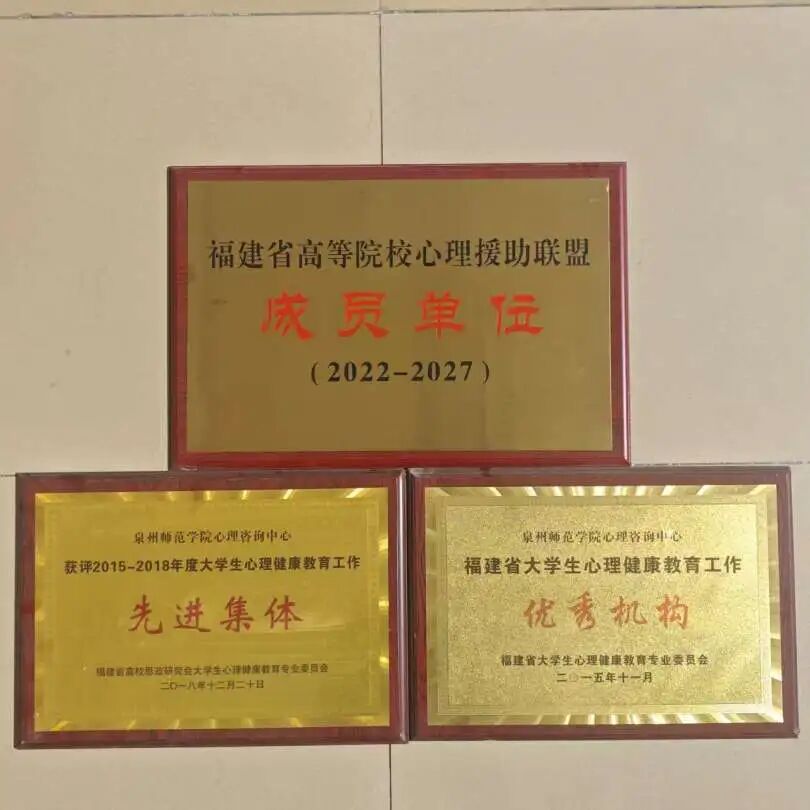 福建省高等院校心理援助联盟
成员单位
（2022-2027）
泉州师范学院心理咨询中心
获评2015-2018年度大学生心理健康教育工作
先进集体
福建省高校思政研究会大学生心理健康教育专业委员会
二〇一八年十二月二十日
泉州师范学院心理咨询中心
福建省大学生心理健康教育工作
优秀机构
福建省大学生心理健康教育专业委员会
二〇一五年十一月